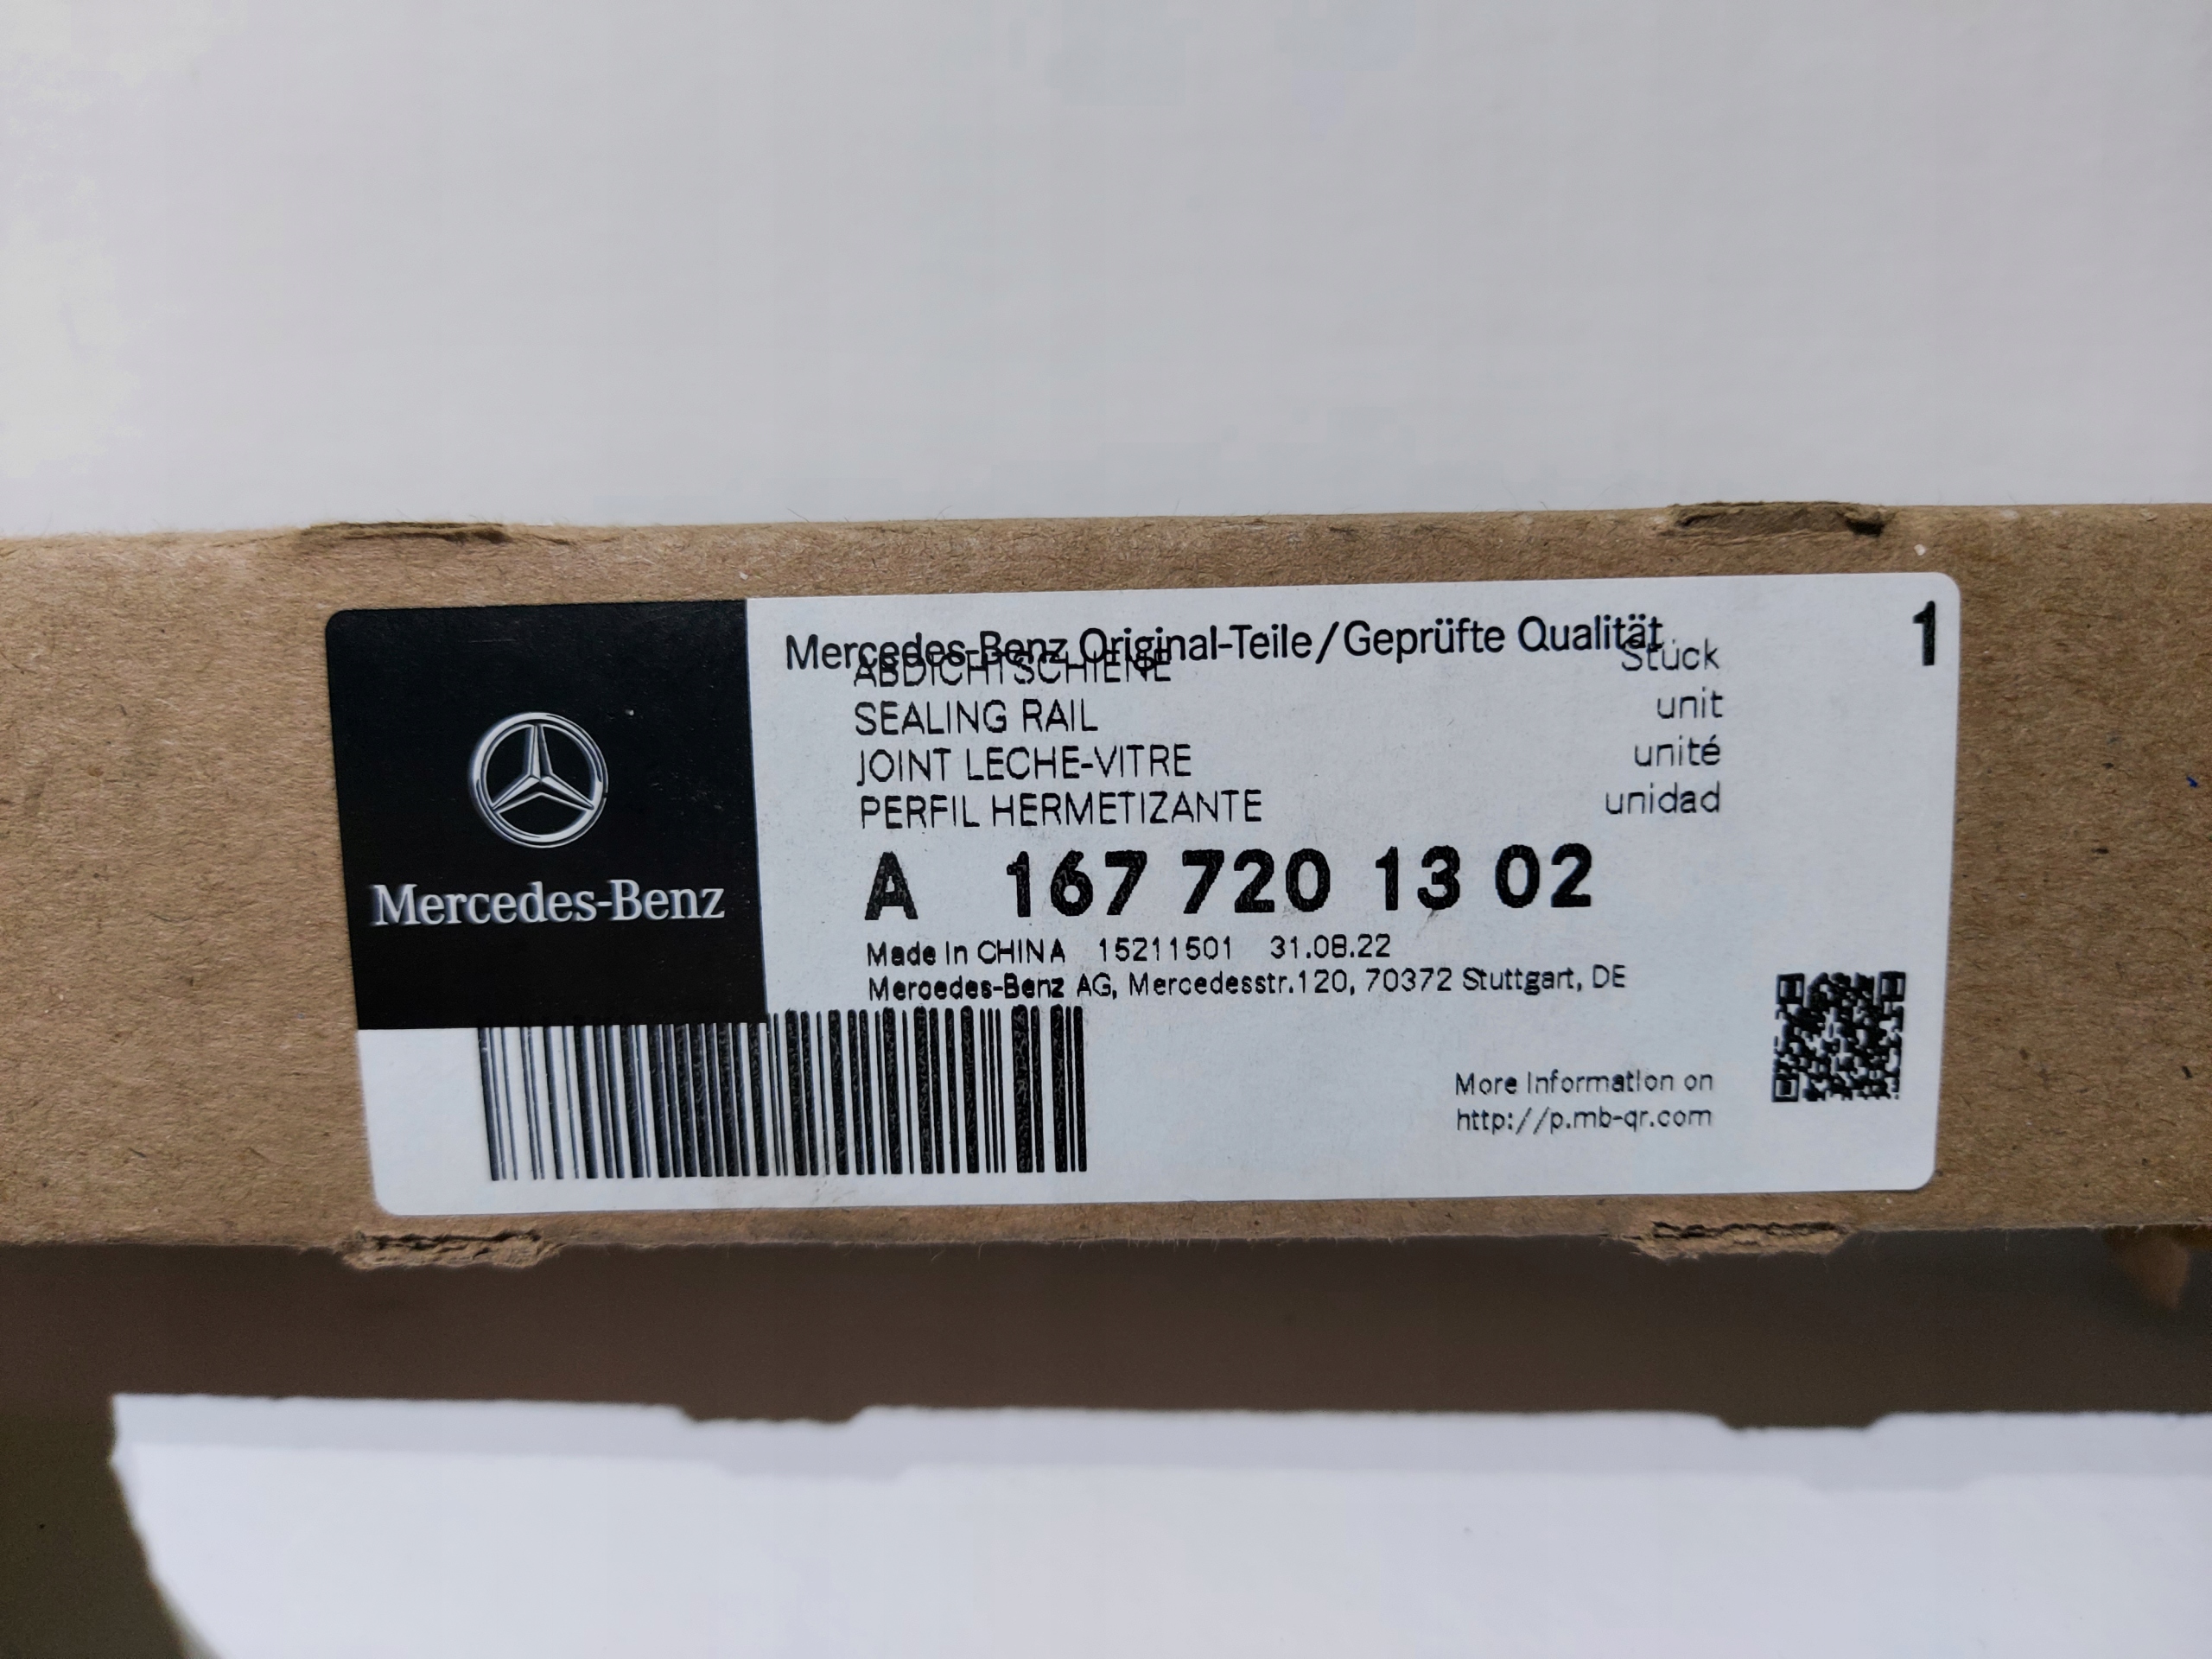 Mercedes-Benz Original-Teile/Geprüfte Qualität
1
ABDICHTSCHIENE Stück
SEALING RAIL unit
JOINT LECHE-VITRE unité
PERFIL HERMETIZANTE unidad
A 167 720 13 02
Mercedes-Benz
Made In CHINA 15211501 31.08.22
Mercedes-Benz AG, Mercedesstr.120, 70372 Stuttgart, DE
More Information on
http://p.mb-qr.com